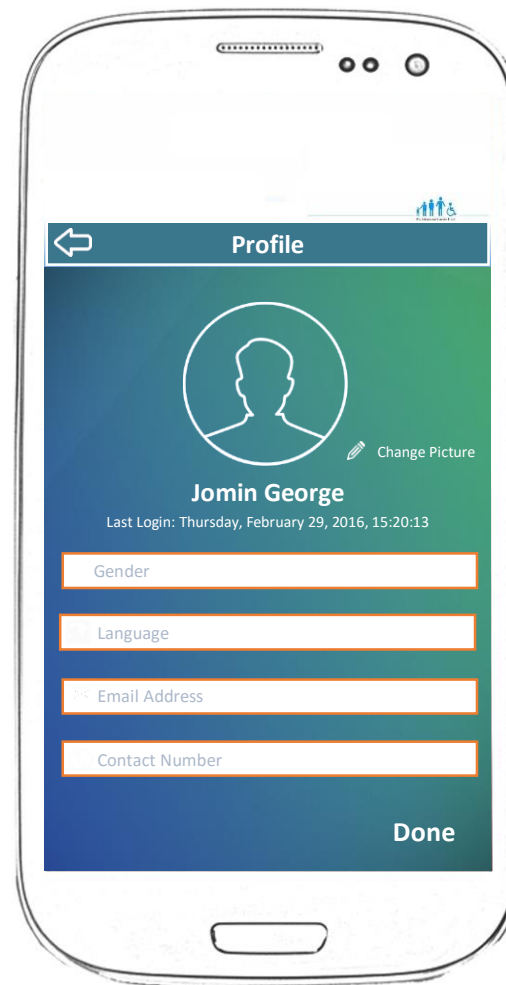 Profile
Change Picture
Jomin George
Last Login: Thursday, February 29, 2016, 15:20:13
Gender
Language
Email Address
Contact Number
Done